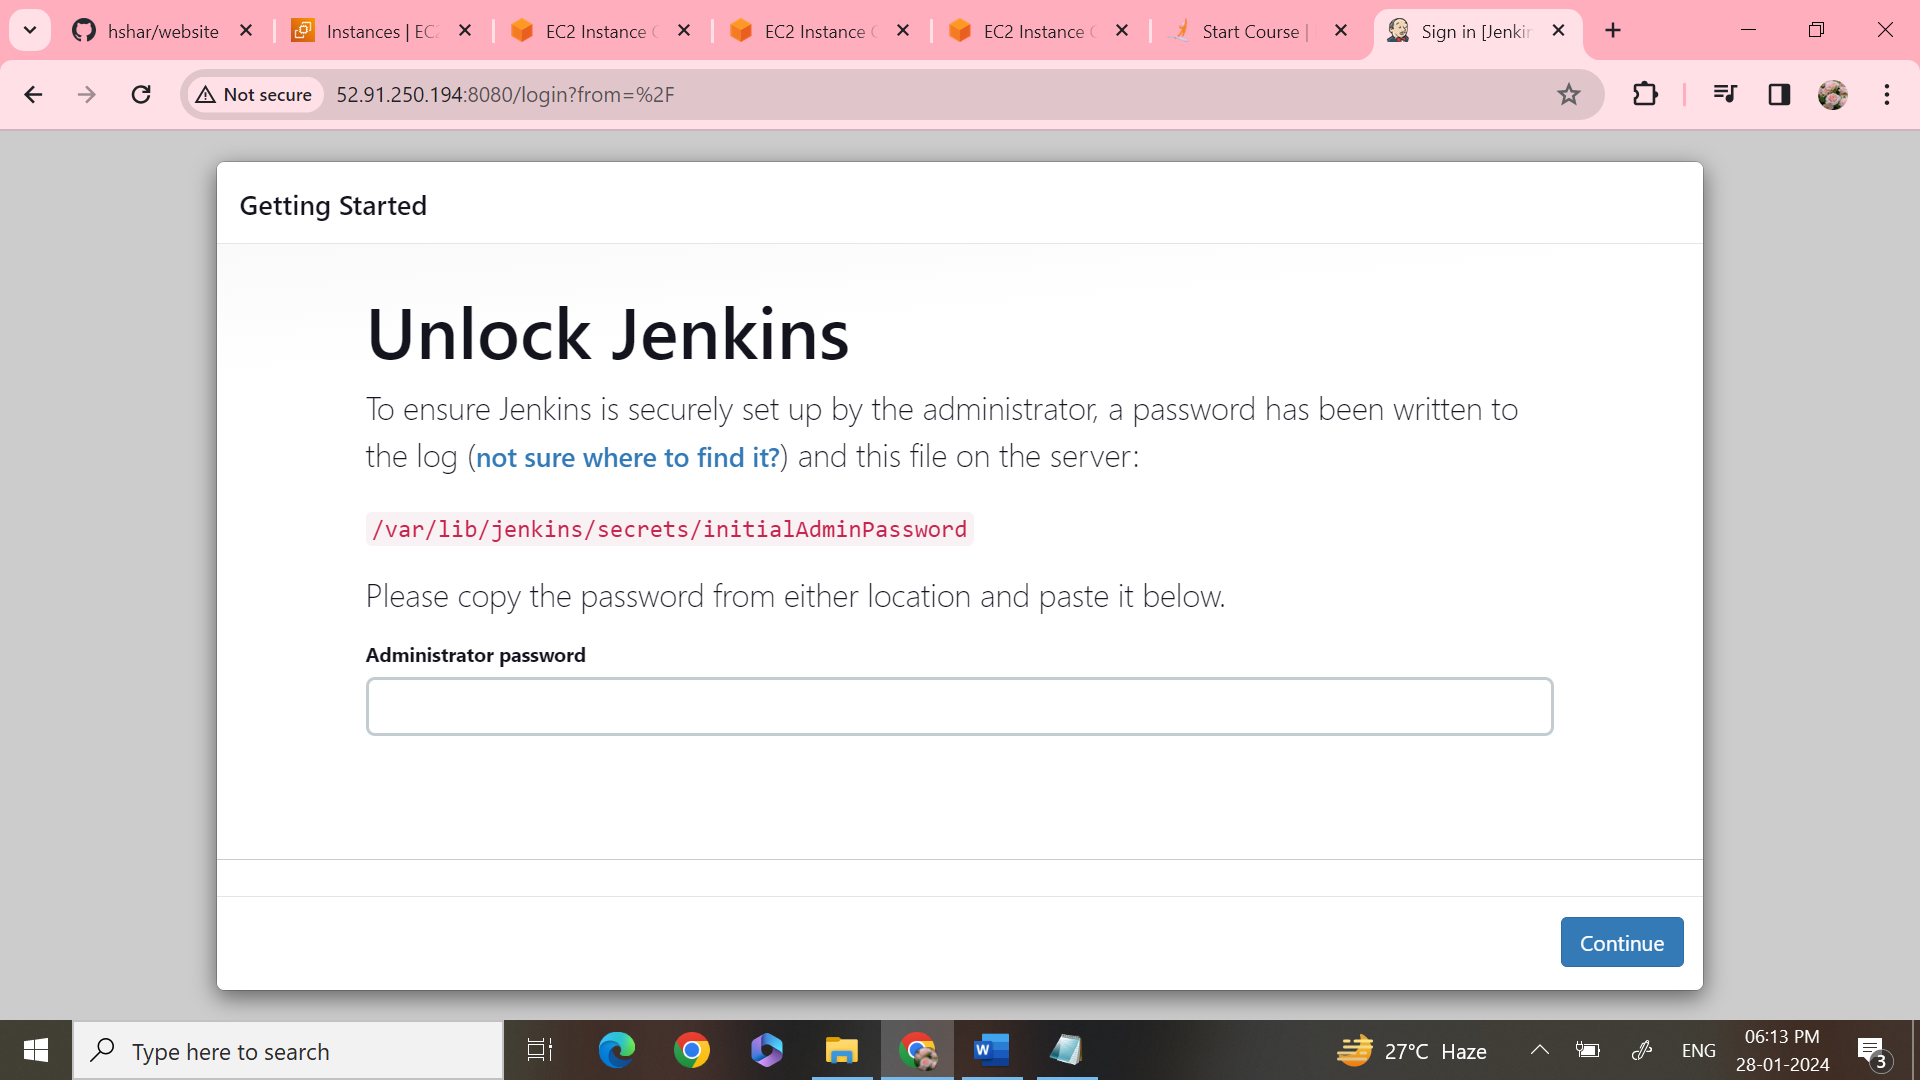 hshar/website
Instances | EC2
EC2 Instance
EC2 Instance
EC2 Instance
Start Course |
Sign in [Jenkin
Not secure
52.91.250.194:8080/login?from=%2F
Getting Started
Unlock Jenkins
To ensure Jenkins is securely set up by the administrator, a password has been written to
the log (not sure where to find it?) and this file on the server:
/var/lib/jenkins/secrets/initialAdminPassword
Please copy the password from either location and paste it below.
Administrator password
Continue
Type here to search
W
27°C Haze
ENG
06:13 PM
28-01-2024
3